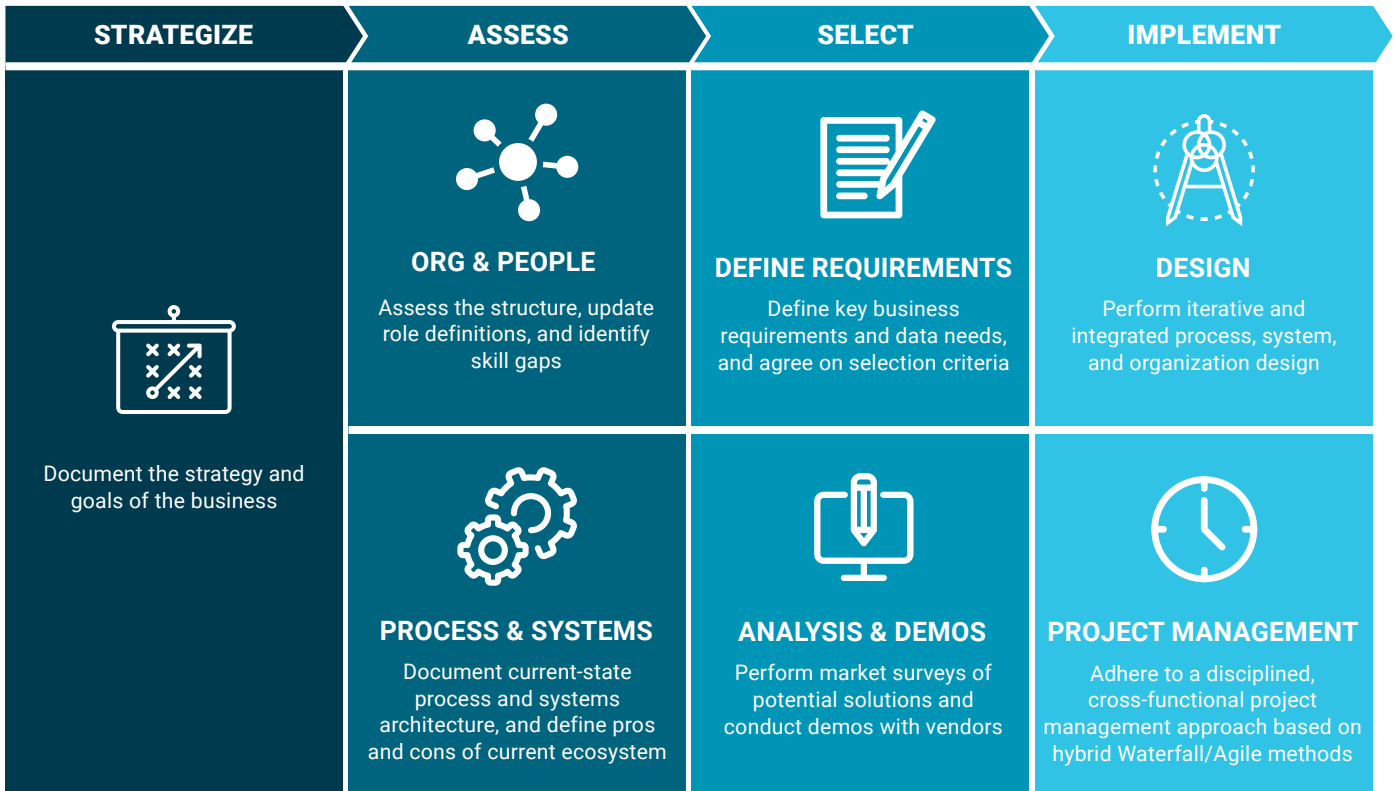 STRATEGIZE
ASSESS
SELECT
IMPLEMENT
Document the strategy and
goals of the business
ORG & PEOPLE
Assess the structure, update
role definitions, and identify
skill gaps
PROCESS & SYSTEMS
Document current-state
process and systems
architecture, and define pros
and cons of current ecosystem
DEFINE REQUIREMENTS
Define key business
requirements and data needs,
and agree on selection criteria
ANALYSIS & DEMOS
Perform market surveys of
potential solutions and
conduct demos with vendors
DESIGN
Perform iterative and
integrated process, system,
and organization design
PROJECT MANAGEMENT
Adhere to a disciplined,
cross-functional project
management approach based on
hybrid Waterfall/Agile methods